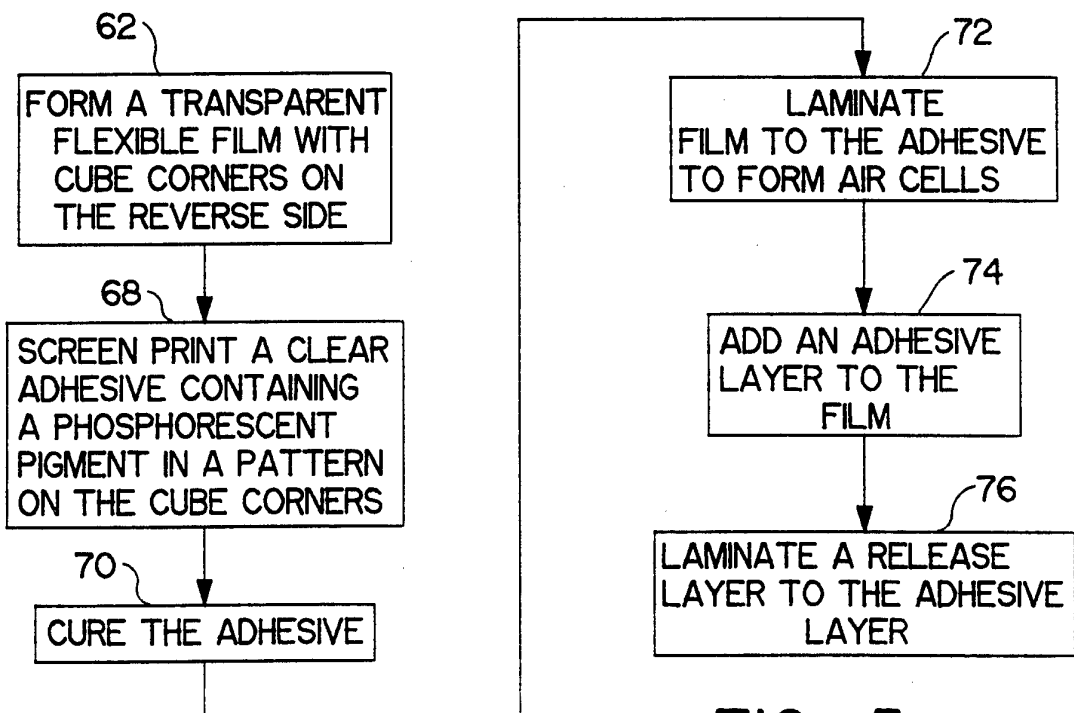 62
FORM A TRANSPARENT
FLEXIBLE FILM WITH
CUBE CORNERS ON
THE REVERSE SIDE
68
SCREEN PRINT A CLEAR
ADHESIVE CONTAINING
A PHOSPHORESCENT
PIGMENT IN A PATTERN
ON THE CUBE CORNERS
70
CURE THE ADHESIVE
72
LAMINATE
FILM TO THE ADHESIVE
TO FORM AIR CELLS
74
ADD AN ADHESIVE
LAYER TO THE
FILM
76
LAMINATE A RELEASE
LAYER TO THE ADHESIVE
LAYER